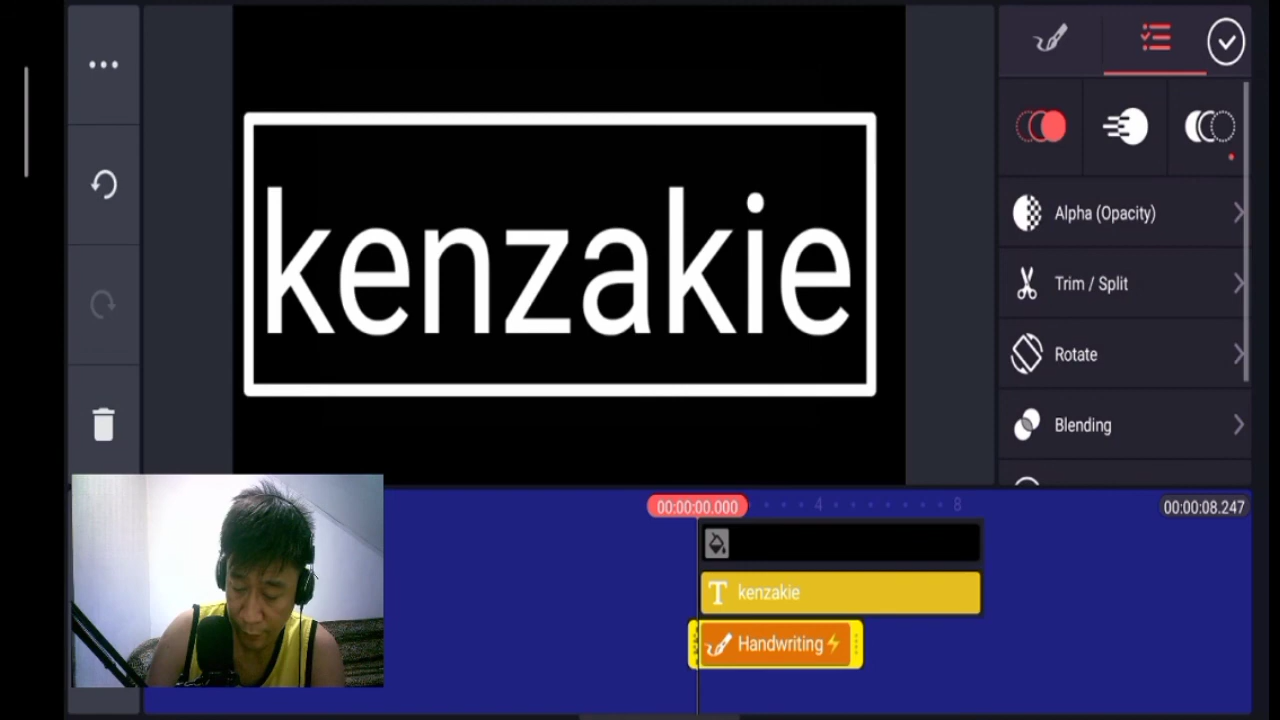 kenzakie
Alpha (Opacity)
Trim / Split
Rotate
Blending
00:00:00.000
4
8
00:00:08.247
T kenzakie
Handwriting